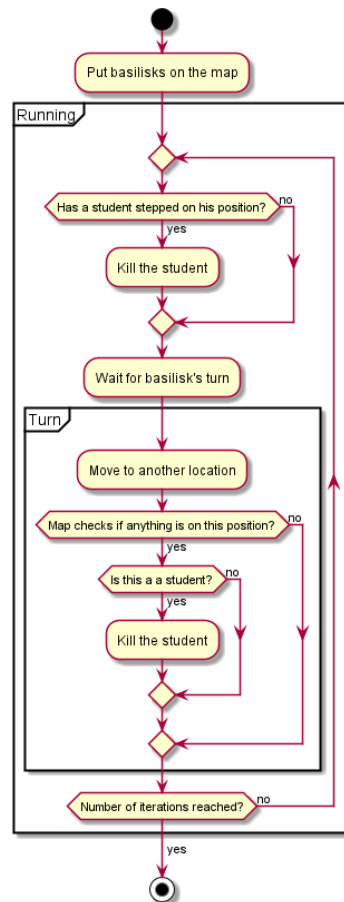 Put basilisks on the map
Running
Has a student stepped on his position?
no
yes
Kill the student
Wait for basilisk's turn
Turn
Move to another location
Map checks if anything is on this position?
no
yes
Is this a a student?
no
yes
Kill the student
Number of iterations reached?
no
yes